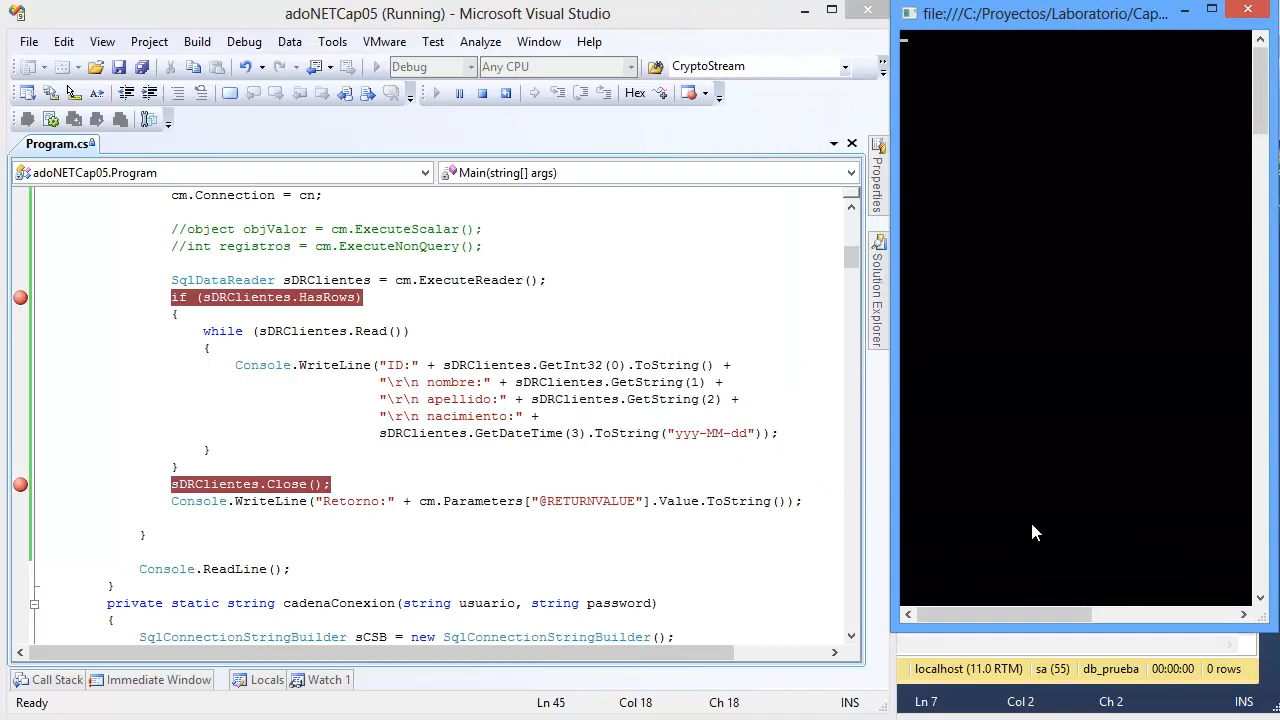 adoNETCap05 (Running) - Microsoft Visual Studio
File Edit View Project Build Debug Data Tools VMware Test Analyze Window Help
Debug Any CPU CryptoStream
Hex
Program.cs
adoNETCap05.Program Main(string[] args)
cm.Connection = cn;
//object objValor = cm.ExecuteScalar();
//int registros = cm.ExecuteNonQuery();
SqlDataReader sDRClientes = cm.ExecuteReader();
if (sDRClientes.HasRows)
{
while (sDRClientes.Read())
{
Console.WriteLine("ID:" + sDRClientes.GetInt32(0).ToString() +
"\r\n nombre:" + sDRClientes.GetString(1) +
"\r\n apellido:" + sDRClientes.GetString(2) +
"\r\n nacimiento:" +
sDRClientes.GetDateTime(3).ToString("yyy-MM-dd"));
}
}
sDRClientes.Close();
Console.WriteLine("Retorno:" + cm.Parameters["@RETURNVALUE"].Value.ToString());
}
Console.ReadLine();
}
private static string cadenaConexion(string usuario, string password)
{
SqlConnectionStringBuilder sCSB = new SqlConnectionStringBuilder();
Call Stack Immediate Window Locals Watch 1
Ready Ln 45 Col 18 Ch 18 INS
Properties
Solution Explorer
file:///C:/Proyectos/Laboratorio/Cap...
localhost (11.0 RTM) sa (55) db_prueba 00:00:00 0 rows
Ln 7 Col 2 Ch 2 INS